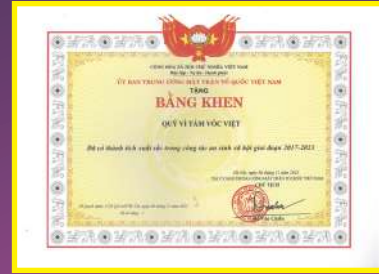 CỘNG HÒA XÃ HỘI CHỦ NGHĨA VIỆT NAM
Độc lập - Tự do - Hạnh phúc
ỦY BAN TRUNG ƯƠNG MẶT TRẬN TỔ QUỐC VIỆT NAM
TẶNG
BẰNG KHEN
QUỸ VÌ TẦM VÓC VIỆT
Đã có thành tích xuất sắc trong công tác an sinh xã hội giai đoạn 2017-2023
CHỦ TỊCH